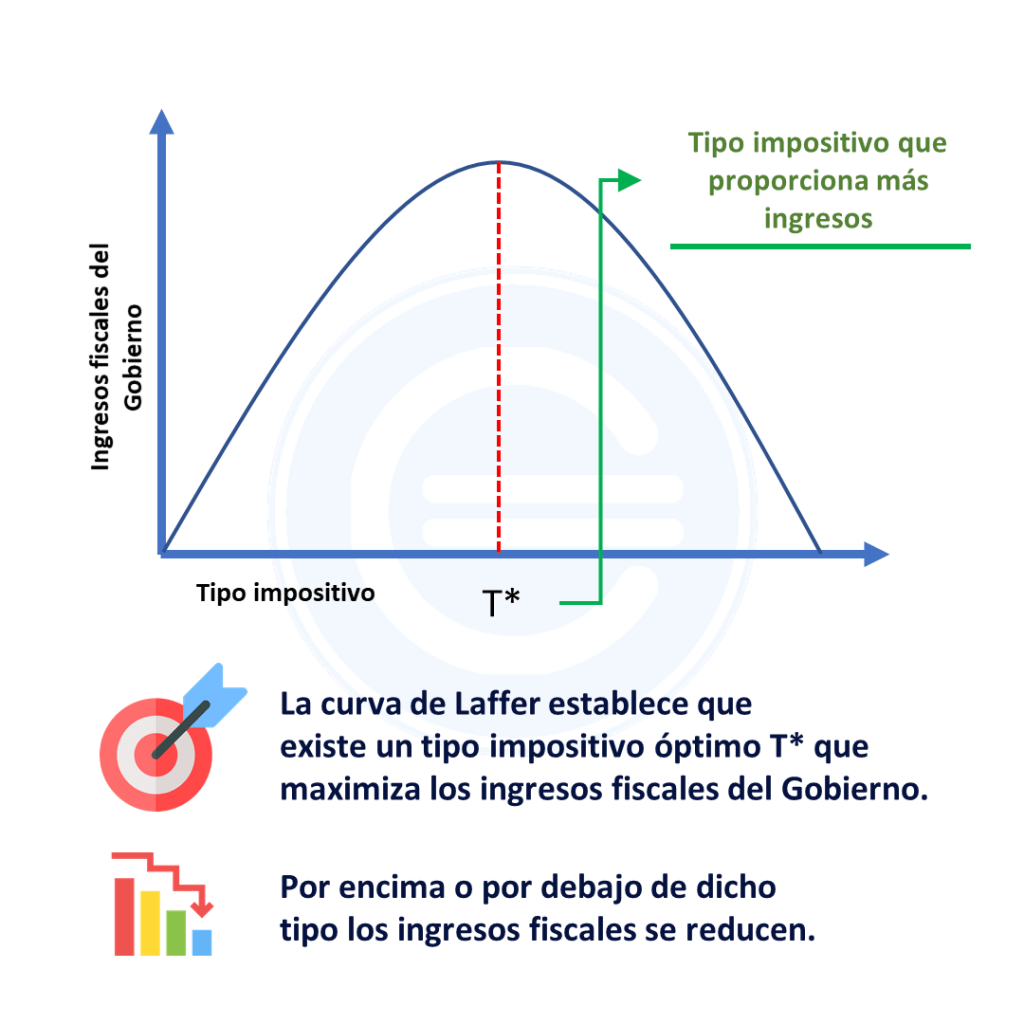 Tipo impositivo que
proporciona más
ingresos
Ingresos fiscales del
Gobierno
Tipo impositivo
T*
La curva de Laffer establece que
existe un tipo impositivo óptimo T* que
maximiza los ingresos fiscales del Gobierno.
Por encima o por debajo de dicho
tipo los ingresos fiscales se reducen.